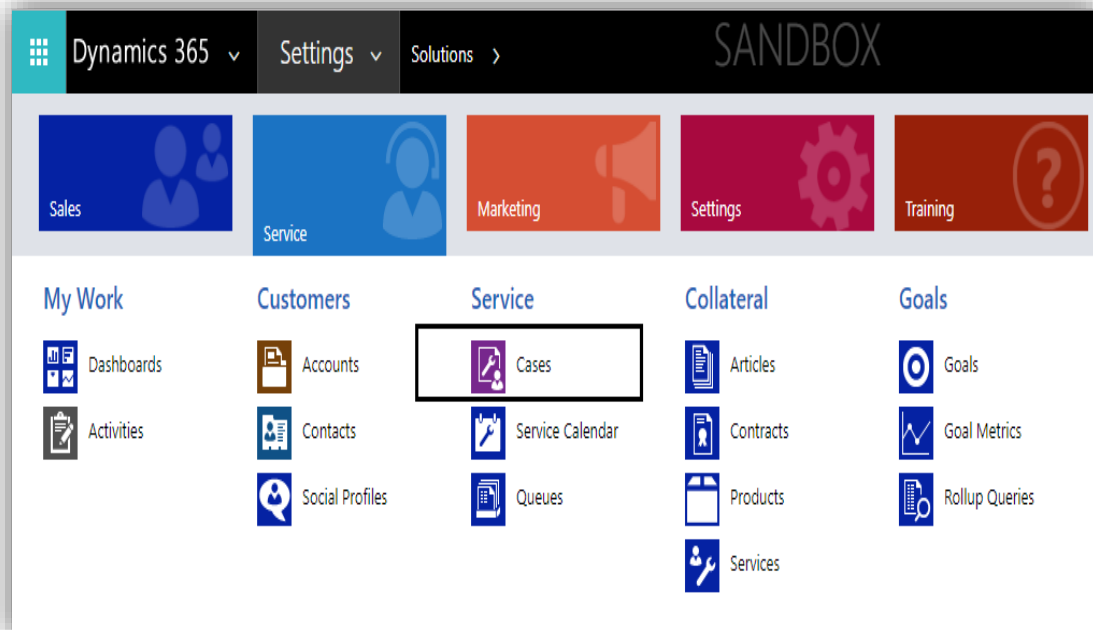 Dynamics 365 Settings Solutions SANDBOX
Sales Service Marketing Settings Training
My Work Customers Service Collateral Goals
Dashboards Accounts Cases Articles Goals
Activities Contacts Service Calendar Contracts Goal Metrics
Social Profiles Queues Products Rollup Queries
Services